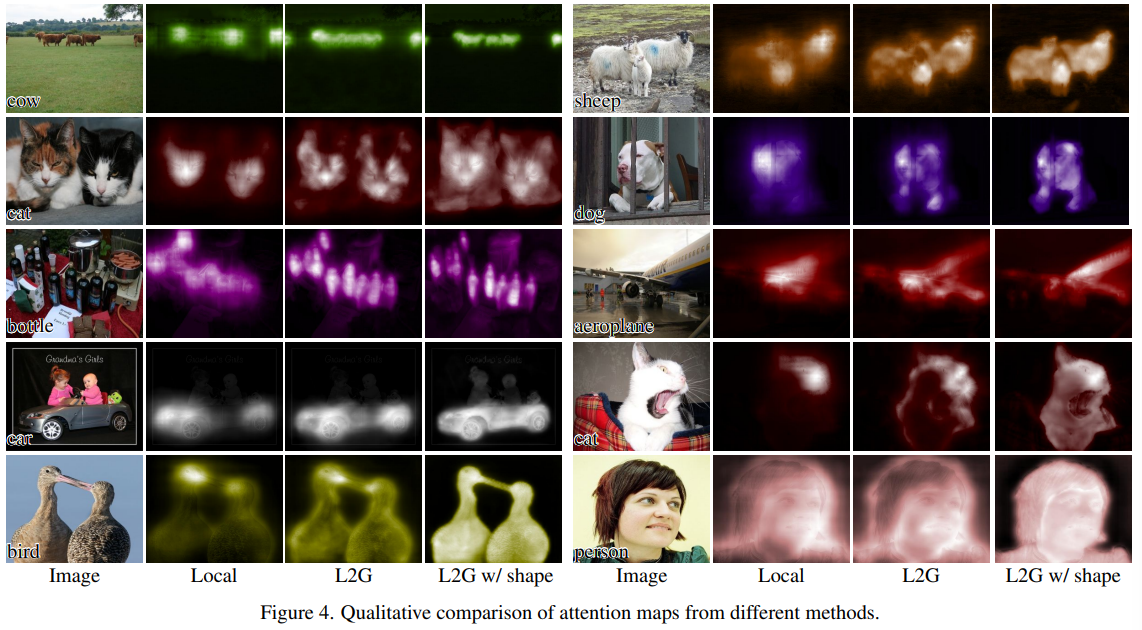 cow
sheep
cat
dog
bottle
aeroplane
Grandma's Girls
Grandma's Girls
Grandma's Girls
Grandma's Girls
car
cat
bird
person
Image Local L2G L2G w/ shape Image Local L2G L2G w/ shape
Figure 4. Qualitative comparison of attention maps from different methods.